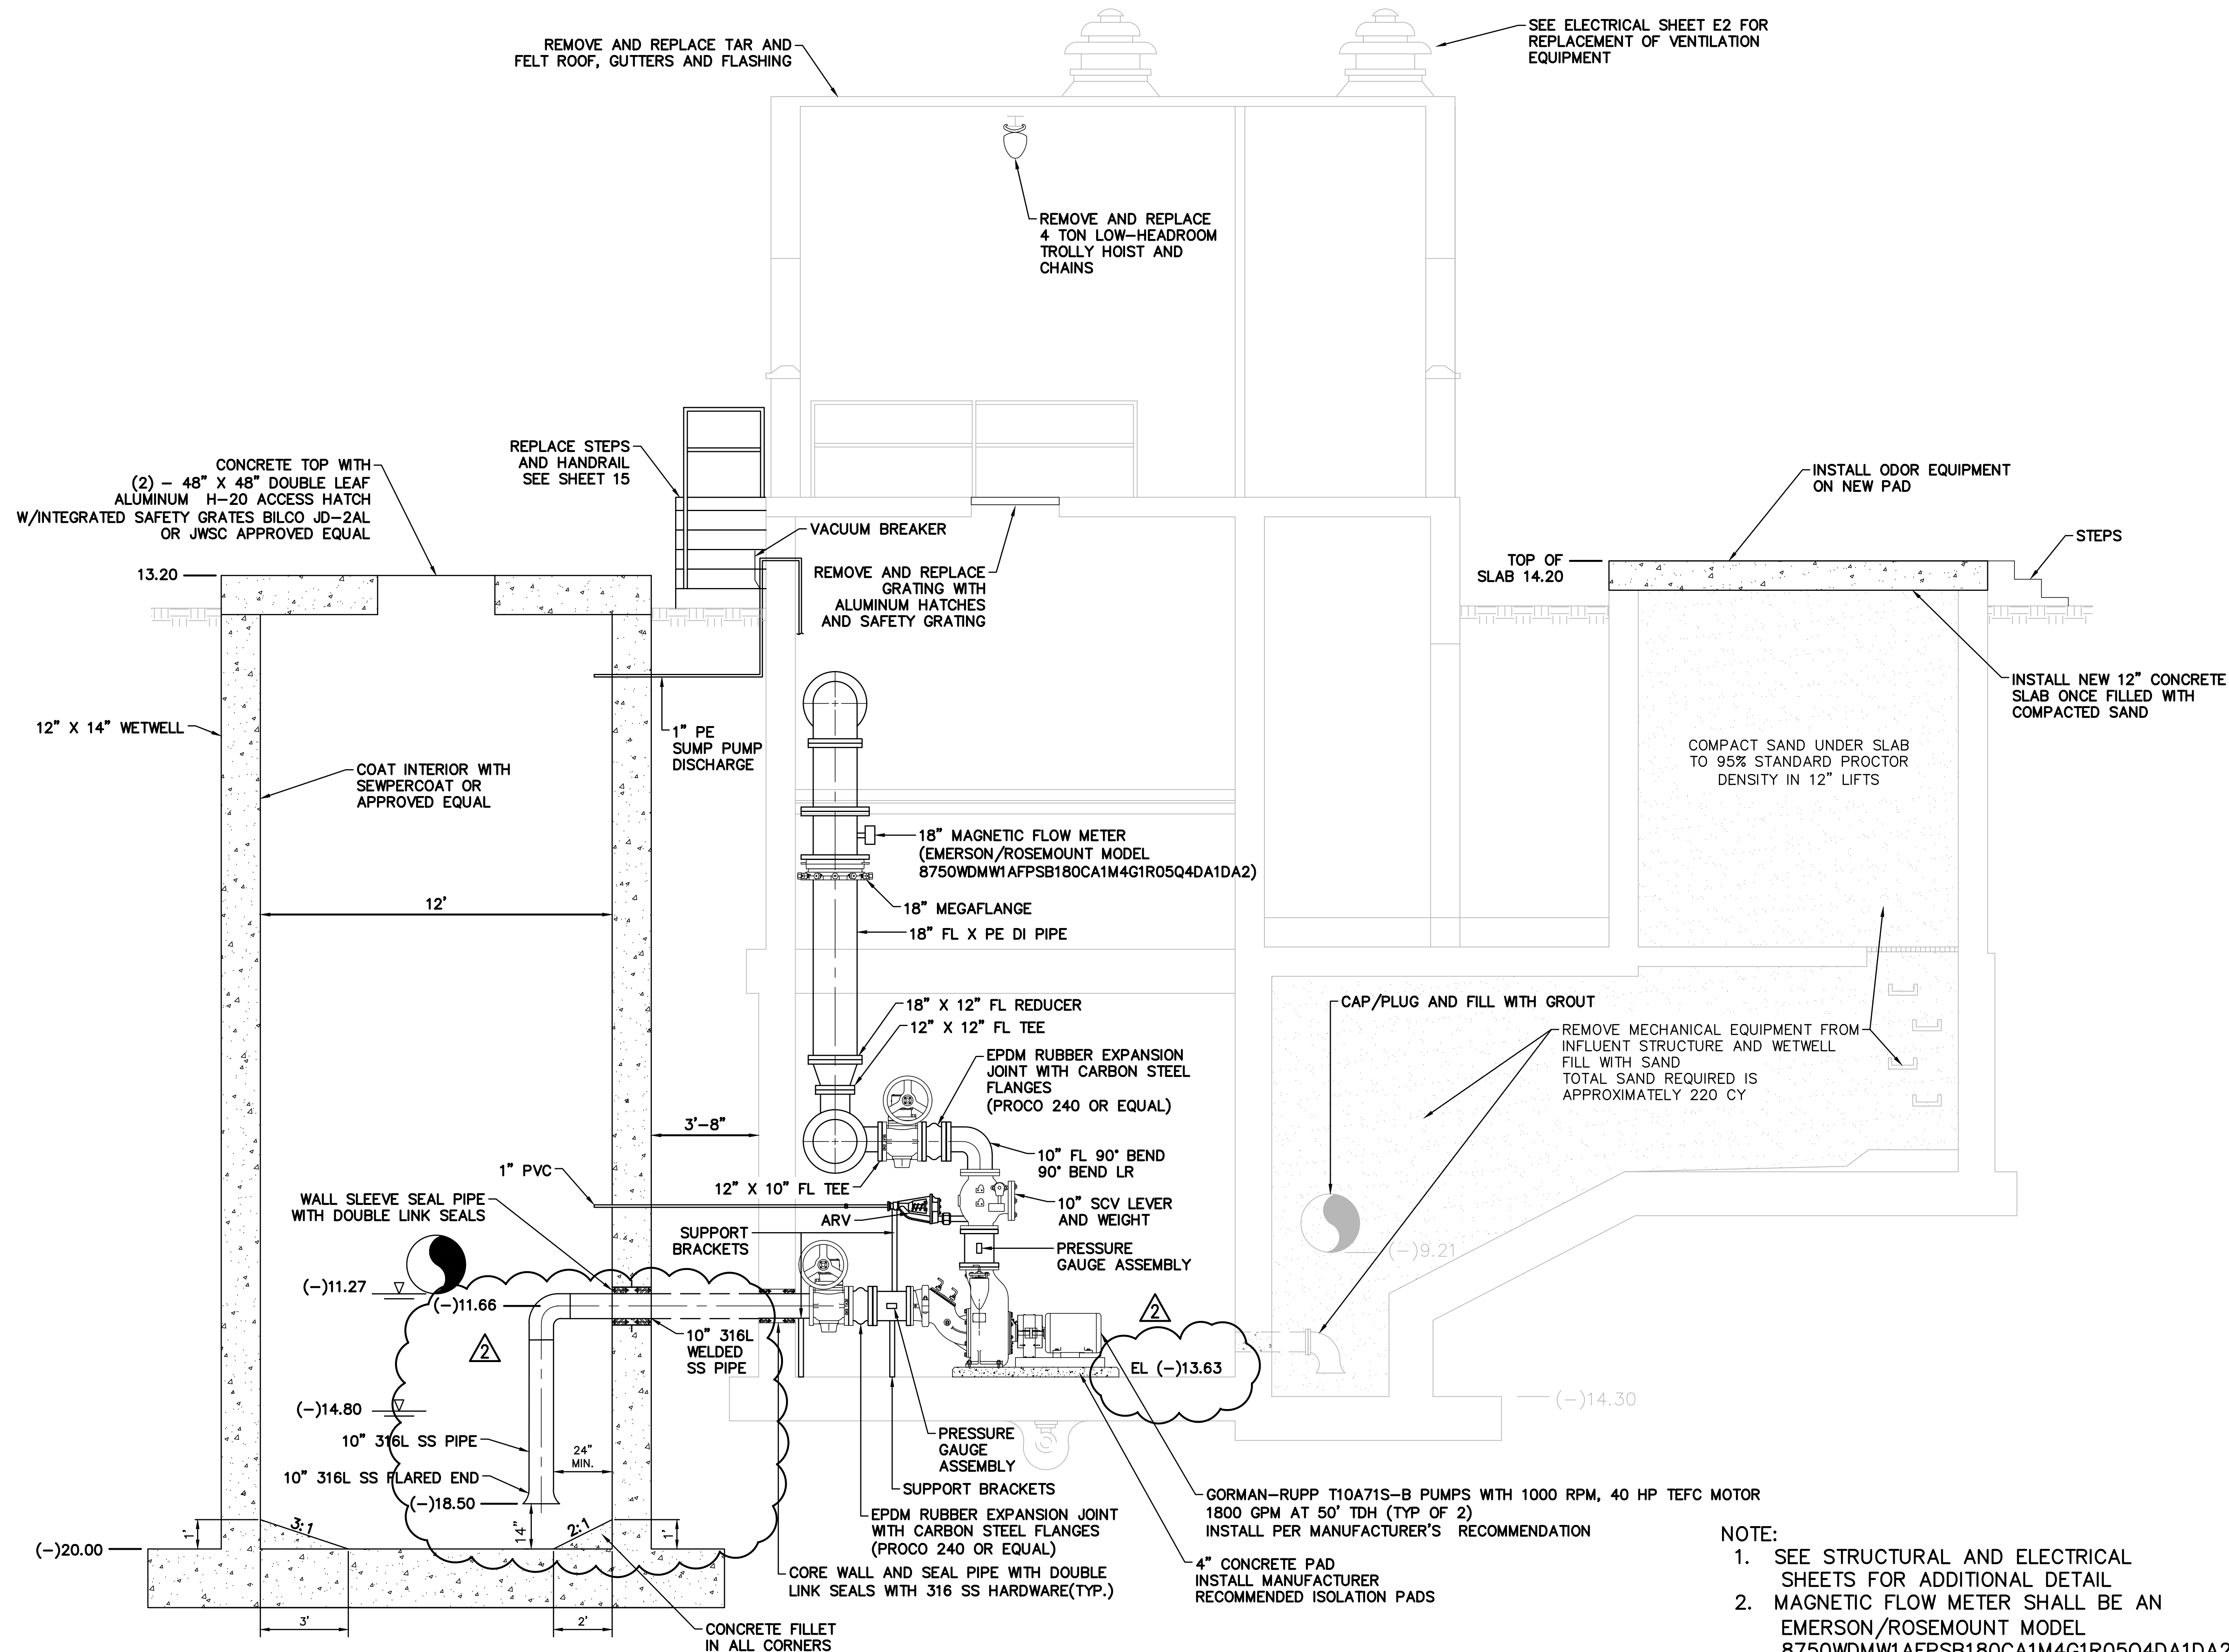 REMOVE AND REPLACE TAR AND
FELT ROOF, GUTTERS AND FLASHING
SEE ELECTRICAL SHEET E2 FOR
REPLACEMENT OF VENTILATION
EQUIPMENT
REMOVE AND REPLACE
4 TON LOW-HEADROOM
TROLLY HOIST AND
CHAINS
CONCRETE TOP WITH
(2) - 48" X 48" DOUBLE LEAF
ALUMINUM H-20 ACCESS HATCH
W/INTEGRATED SAFETY GRATES BILCO JD-2AL
OR JWSC APPROVED EQUAL
REPLACE STEPS
AND HANDRAIL
SEE SHEET 15
VACUUM BREAKER
REMOVE AND REPLACE
GRATING WITH
ALUMINUM HATCHES
AND SAFETY GRATING
INSTALL ODOR EQUIPMENT
ON NEW PAD
STEPS
TOP OF
SLAB 14.20
13.20
12" X 14" WETWELL
COAT INTERIOR WITH
SEWPERCOAT OR
APPROVED EQUAL
1" PE
SUMP PUMP
DISCHARGE
INSTALL NEW 12" CONCRETE
SLAB ONCE FILLED WITH
COMPACTED SAND
COMPACT SAND UNDER SLAB
TO 95% STANDARD PROCTOR
DENSITY IN 12" LIFTS
18" MAGNETIC FLOW METER
(EMERSON/ROSEMOUNT MODEL
8750WDMW1AFPSB180CA1M4G1R05Q4DA1DA2)
12'
18" MEGAFLANGE
18" FL X PE DI PIPE
18" X 12" FL REDUCER
12" X 12" FL TEE
EPDM RUBBER EXPANSION
JOINT WITH CARBON STEEL
FLANGES
(PROCO 240 OR EQUAL)
CAP/PLUG AND FILL WITH GROUT
REMOVE MECHANICAL EQUIPMENT FROM
INFLUENT STRUCTURE AND WETWELL
FILL WITH SAND
TOTAL SAND REQUIRED IS
APPROXIMATELY 220 CY
3'-8"
10" FL 90° BEND
90° BEND LR
1" PVC
12" X 10" FL TEE
WALL SLEEVE SEAL PIPE
WITH DOUBLE LINK SEALS
ARV
10" SCV LEVER
AND WEIGHT
SUPPORT
BRACKETS
PRESSURE
GAUGE ASSEMBLY
(-)9.21
(-)11.27
(-)11.66
2
10" 316L
WELDED
SS PIPE
2
EL (-)13.63
(-)14.30
(-)14.80
10" 316L SS PIPE
24"
MIN.
10" 316L SS FLARED END
(-)18.50
PRESSURE
GAUGE
ASSEMBLY
SUPPORT BRACKETS
GORMAN-RUPP T10A71S-B PUMPS WITH 1000 RPM, 40 HP TEFC MOTOR
1800 GPM AT 50' TDH (TYP OF 2)
INSTALL PER MANUFACTURER'S RECOMMENDATION
EPDM RUBBER EXPANSION JOINT
WITH CARBON STEEL FLANGES
(PROCO 240 OR EQUAL)
1'
3:1
14"
2:1
1'
(-)20.00
4" CONCRETE PAD
INSTALL MANUFACTURER
RECOMMENDED ISOLATION PADS
CORE WALL AND SEAL PIPE WITH DOUBLE
LINK SEALS WITH 316 SS HARDWARE(TYP.)
3'
2'
CONCRETE FILLET
IN ALL CORNERS
NOTE:
1. SEE STRUCTURAL AND ELECTRICAL
SHEETS FOR ADDITIONAL DETAIL
2. MAGNETIC FLOW METER SHALL BE AN
EMERSON/ROSEMOUNT MODEL
8750WDMW1AFPSB180CA1M4G1R05Q4DA1DA2